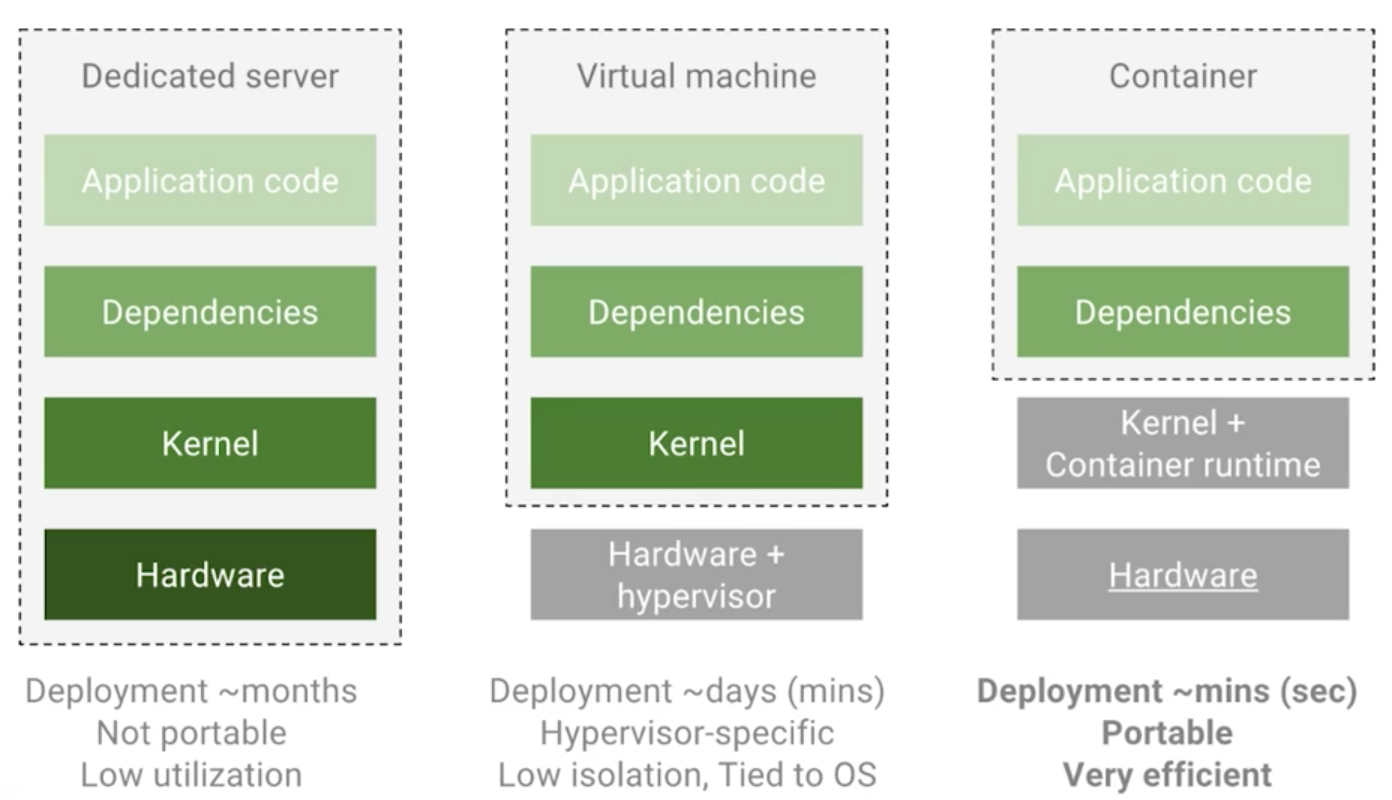 Dedicated server
Application code
Dependencies
Kernel
Hardware
Deployment ~months
Not portable
Low utilization
Virtual machine
Application code
Dependencies
Kernel
Hardware +
hypervisor
Deployment ~days (mins)
Hypervisor-specific
Low isolation, Tied to OS
Container
Application code
Dependencies
Kernel +
Container runtime
Hardware
Deployment ~mins (sec)
Portable
Very efficient